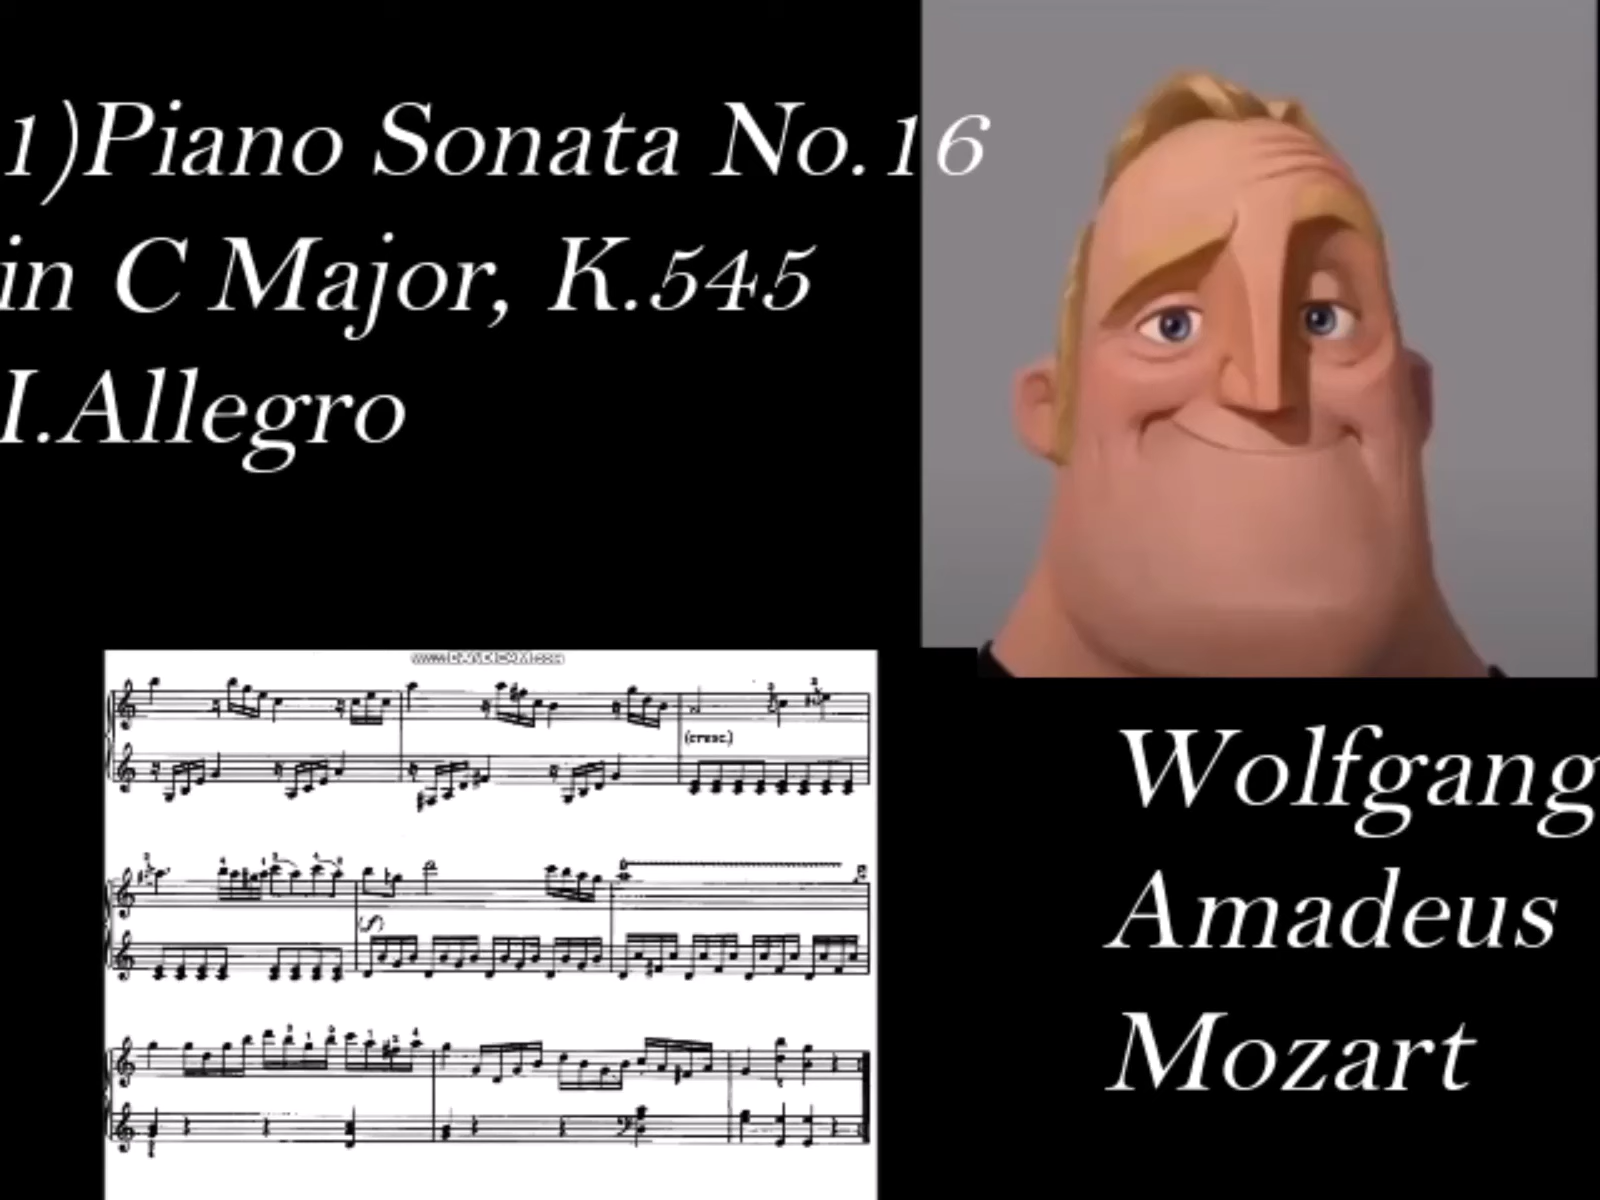 1)Piano Sonata No.16
in C Major, K.545
I.Allegro
(cresc.)
(f)
Wolfgang
Amadeus
Mozart